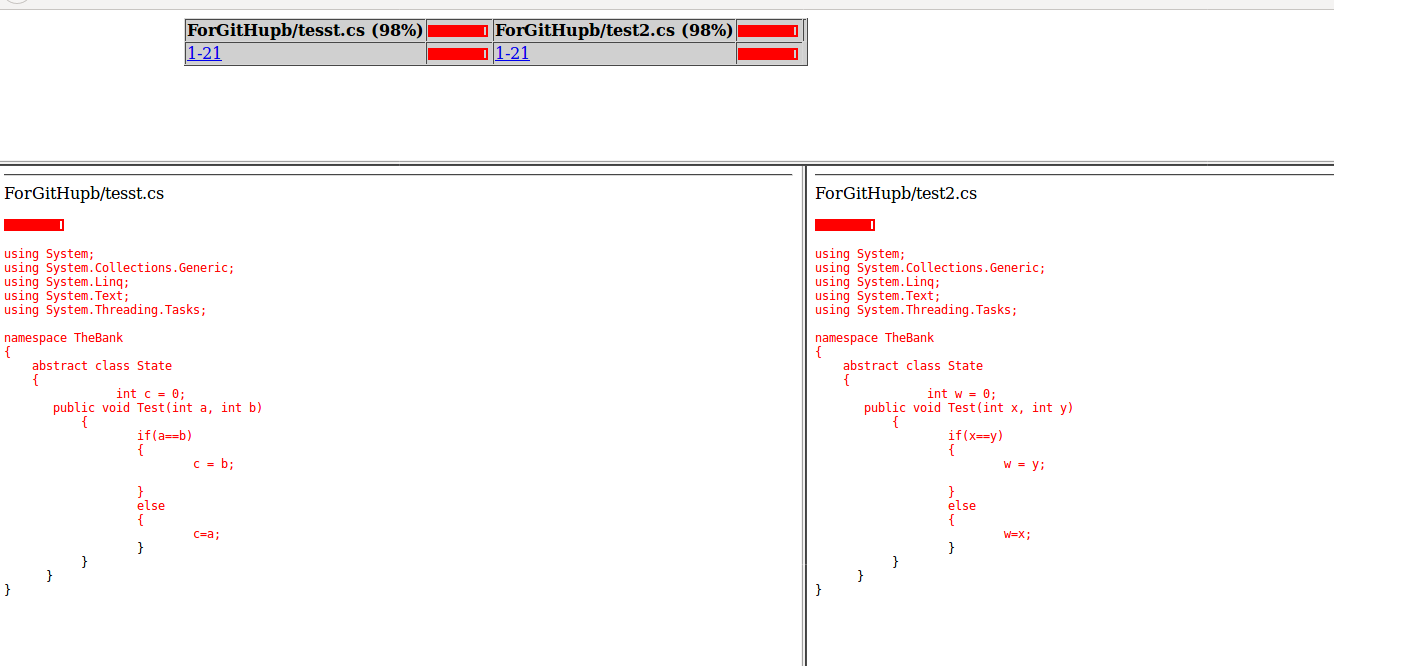 ForGitHupb/tesst.cs (98%) ForGitHupb/test2.cs (98%)
1-21 1-21
ForGitHupb/tesst.cs
using System;
using System.Collections.Generic;
using System.Linq;
using System.Text;
using System.Threading.Tasks;
namespace TheBank
{
abstract class State
{
int c = 0;
public void Test(int a, int b)
{
if(a==b)
{
c = b;
}
else
{
c=a;
}
}
}
}
ForGitHupb/test2.cs
using System;
using System.Collections.Generic;
using System.Linq;
using System.Text;
using System.Threading.Tasks;
namespace TheBank
{
abstract class State
{
int w = 0;
public void Test(int x, int y)
{
if(x==y)
{
w = y;
}
else
{
w=x;
}
}
}
}